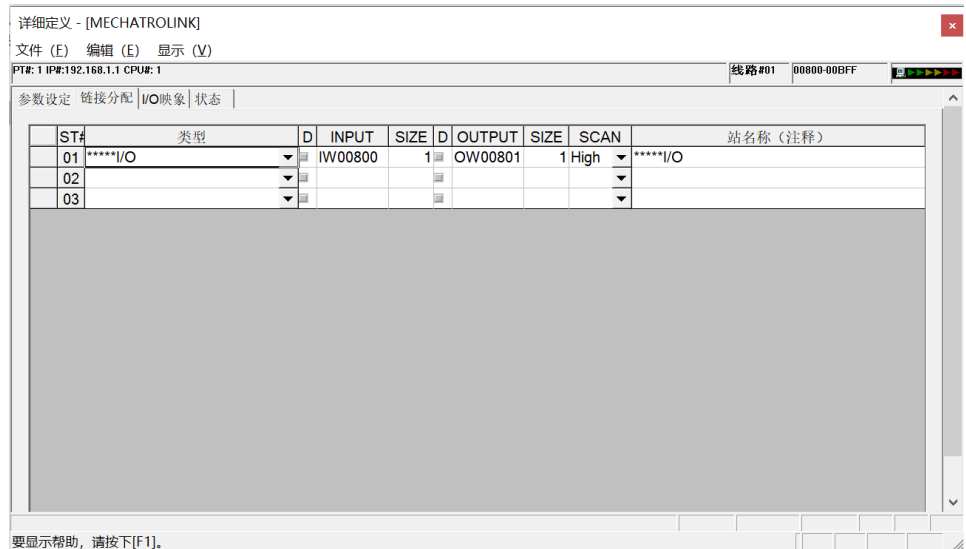 详细定义 - [MECHATROLINK]
文件 (F) 编辑 (E) 显示 (V)
PT#: 1 IP#:192.168.1.1 CPU#: 1 线路#01 00800-00BFF
参数设定 链接分配 I/O映象 状态
ST# 类型 D INPUT SIZE D OUTPUT SIZE SCAN 站名称（注释）
01 *****I/O IW00800 1 OW00801 1 High *****I/O
02
03
要显示帮助，请按下[F1]。